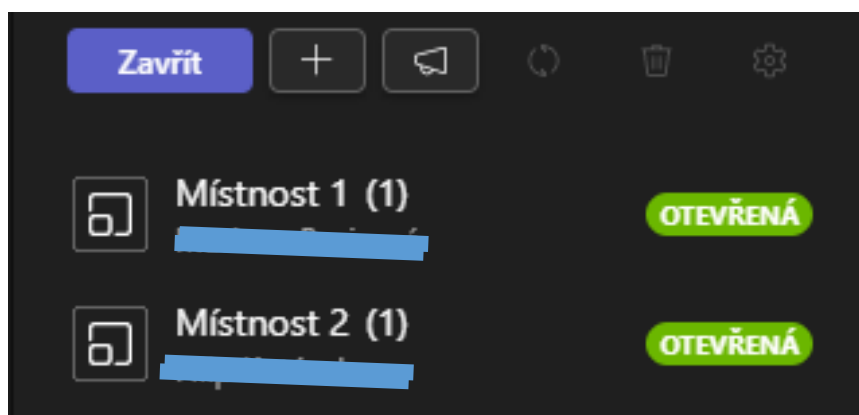 Zavřít
Místnost 1 (1)
OTEVŘENÁ
Místnost 2 (1)
OTEVŘENÁ